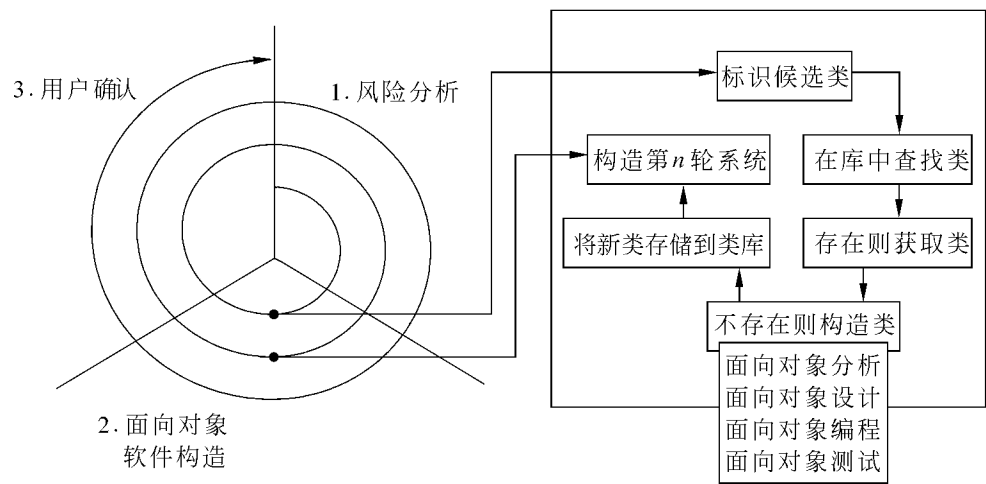 3.用户确认
1.风险分析
2.面向对象
软件构造
标识候选类
构造第n轮系统
在库中查找类
将新类存储到类库
存在则获取类
不存在则构造类
面向对象分析
面向对象设计
面向对象编程
面向对象测试